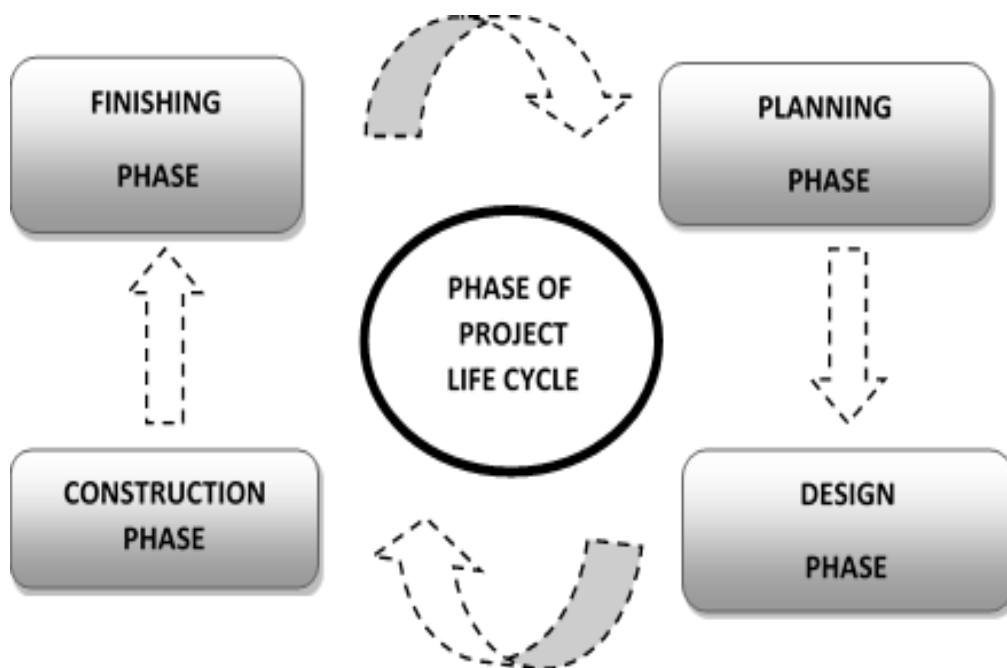 FINISHING
PHASE
PLANNING
PHASE
PHASE OF
PROJECT
LIFE CYCLE
CONSTRUCTION
PHASE
DESIGN
PHASE